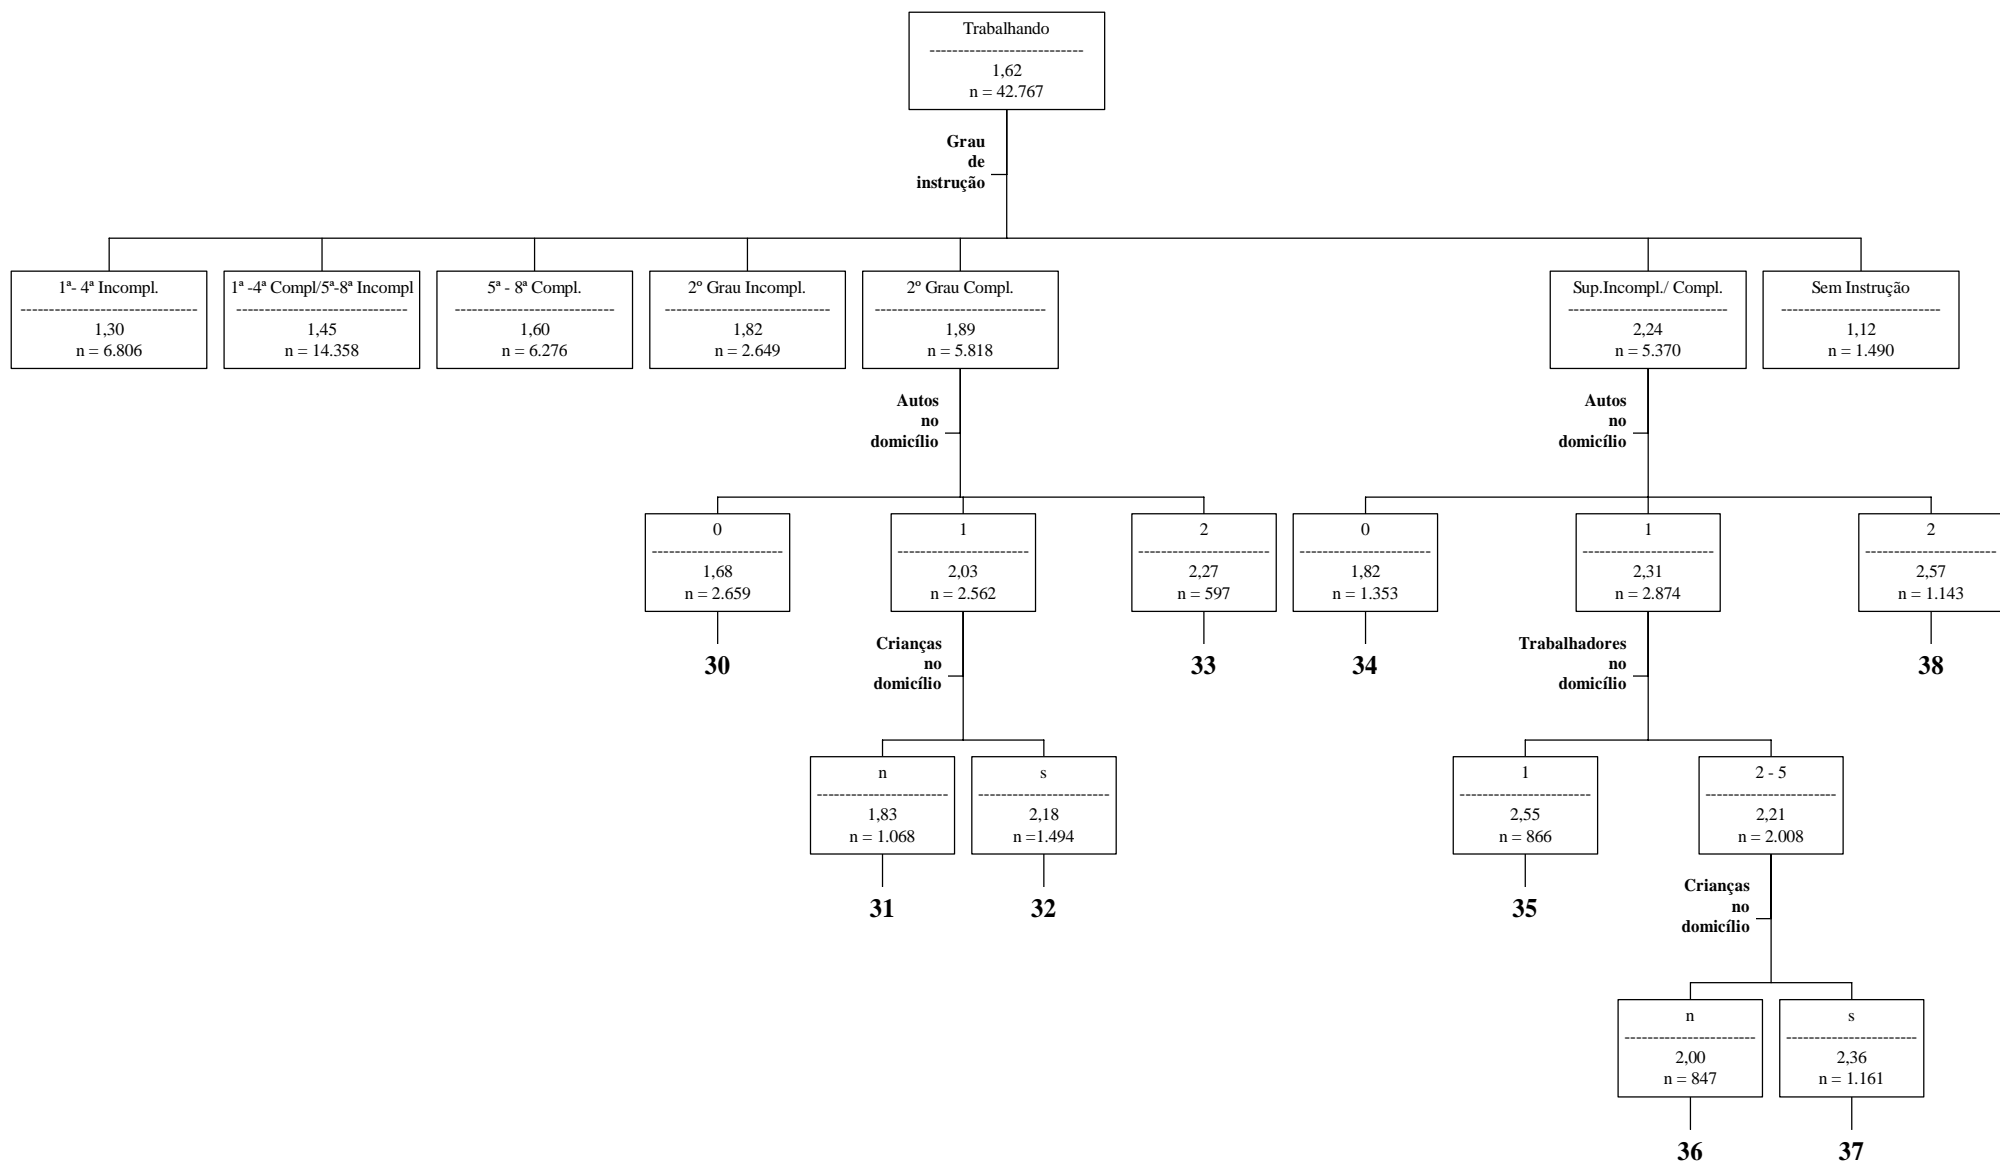 Trabalhando
---------------------------
1,62
n = 42.767
Grau
de
instrução
1ª- 4ª Incompl.
-------------------------------
1,30
n = 6.806
1ª -4ª Compl/5ª-8ª Incompl
------------------------------
1,45
n = 14.358
5ª - 8ª Compl.
-------------------------------
1,60
n = 6.276
2º Grau Incompl.
-------------------------------
1,82
n = 2.649
2º Grau Compl.
-------------------------------
1,89
n = 5.818
Sup.Incompl./ Compl.
----------------------------
2,24
n = 5.370
Sem Instrução
----------------------------
1,12
n = 1.490
Autos
no
domicílio
Autos
no
domicílio
0
-----------------------
1,68
n = 2.659
1
-----------------------
2,03
n = 2.562
2
-----------------------
2,27
n = 597
0
-----------------------
1,82
n = 1.353
1
-----------------------
2,31
n = 2.874
2
-----------------------
2,57
n = 1.143
30
Crianças
no
domicílio
33
34
Trabalhadores
no
domicílio
38
n
-----------------------
1,83
n = 1.068
s
-----------------------
2,18
n =1.494
1
-----------------------
2,55
n = 866
2 - 5
-----------------------
2,21
n = 2.008
31
32
35
Crianças
no
domicílio
n
-----------------------
2,00
n = 847
s
-----------------------
2,36
n = 1.161
36
37